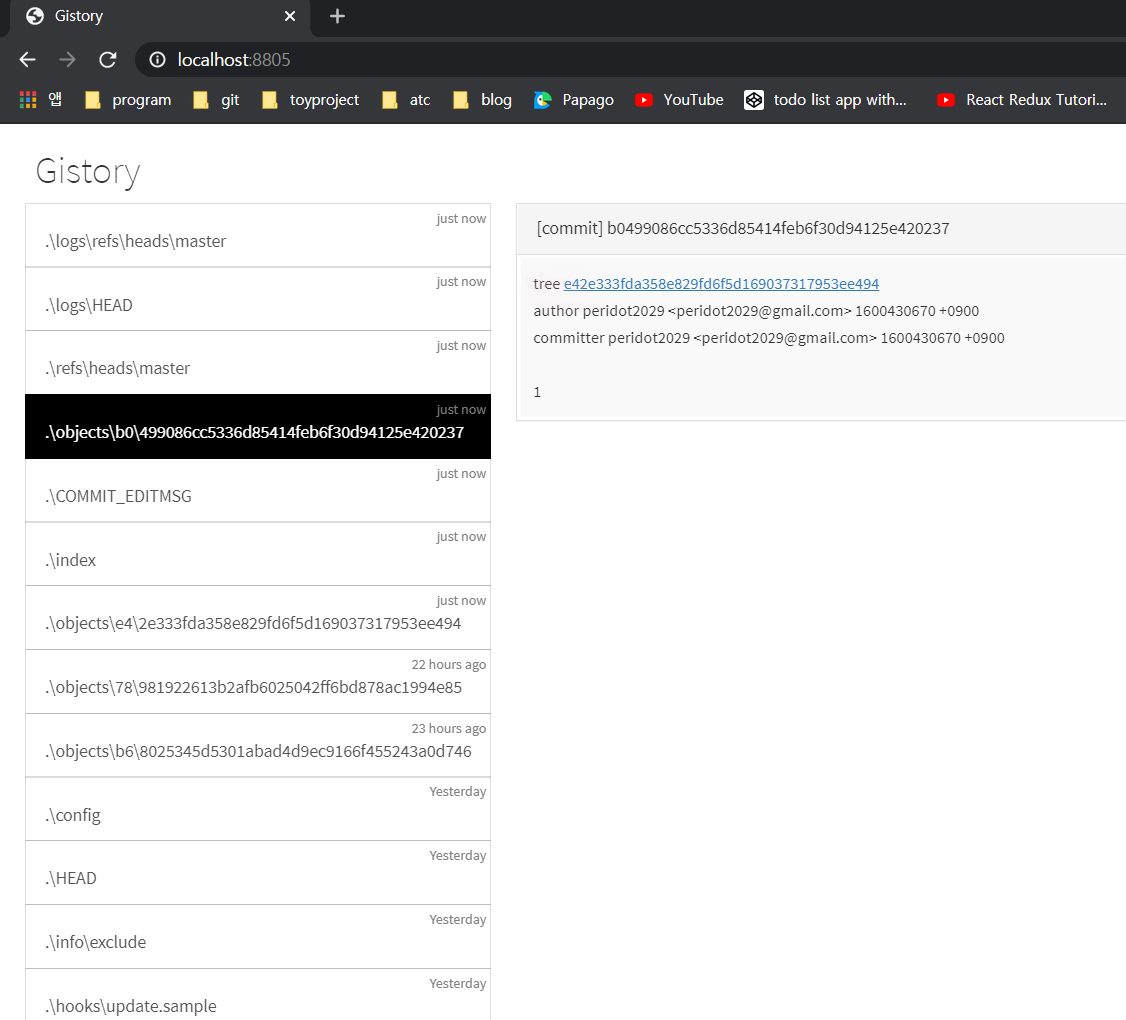 Gistory
localhost:8805
앱 program git toyproject atc blog Papago YouTube todo list app with... React Redux Tutori...
Gistory
just now
.\logs\refs\heads\master
just now
.\logs\HEAD
just now
.\refs\heads\master
just now
.\objects\b0\499086cc5336d85414feb6f30d94125e420237
just now
.\COMMIT_EDITMSG
just now
.\index
just now
.\objects\e4\2e333fda358e829fd6f5d169037317953ee494
22 hours ago
.\objects\78\981922613b2afb6025042ff6bd878ac1994e85
23 hours ago
.\objects\b6\8025345d5301abad4d9ec9166f455243a0d746
Yesterday
.\config
Yesterday
.\HEAD
Yesterday
.\info\exclude
Yesterday
.\hooks\update.sample
[commit] b0499086cc5336d85414feb6f30d94125e420237
tree e42e333fda358e829fd6f5d169037317953ee494
author peridot2029 <peridot2029@gmail.com> 1600430670 +0900
committer peridot2029 <peridot2029@gmail.com> 1600430670 +0900
1